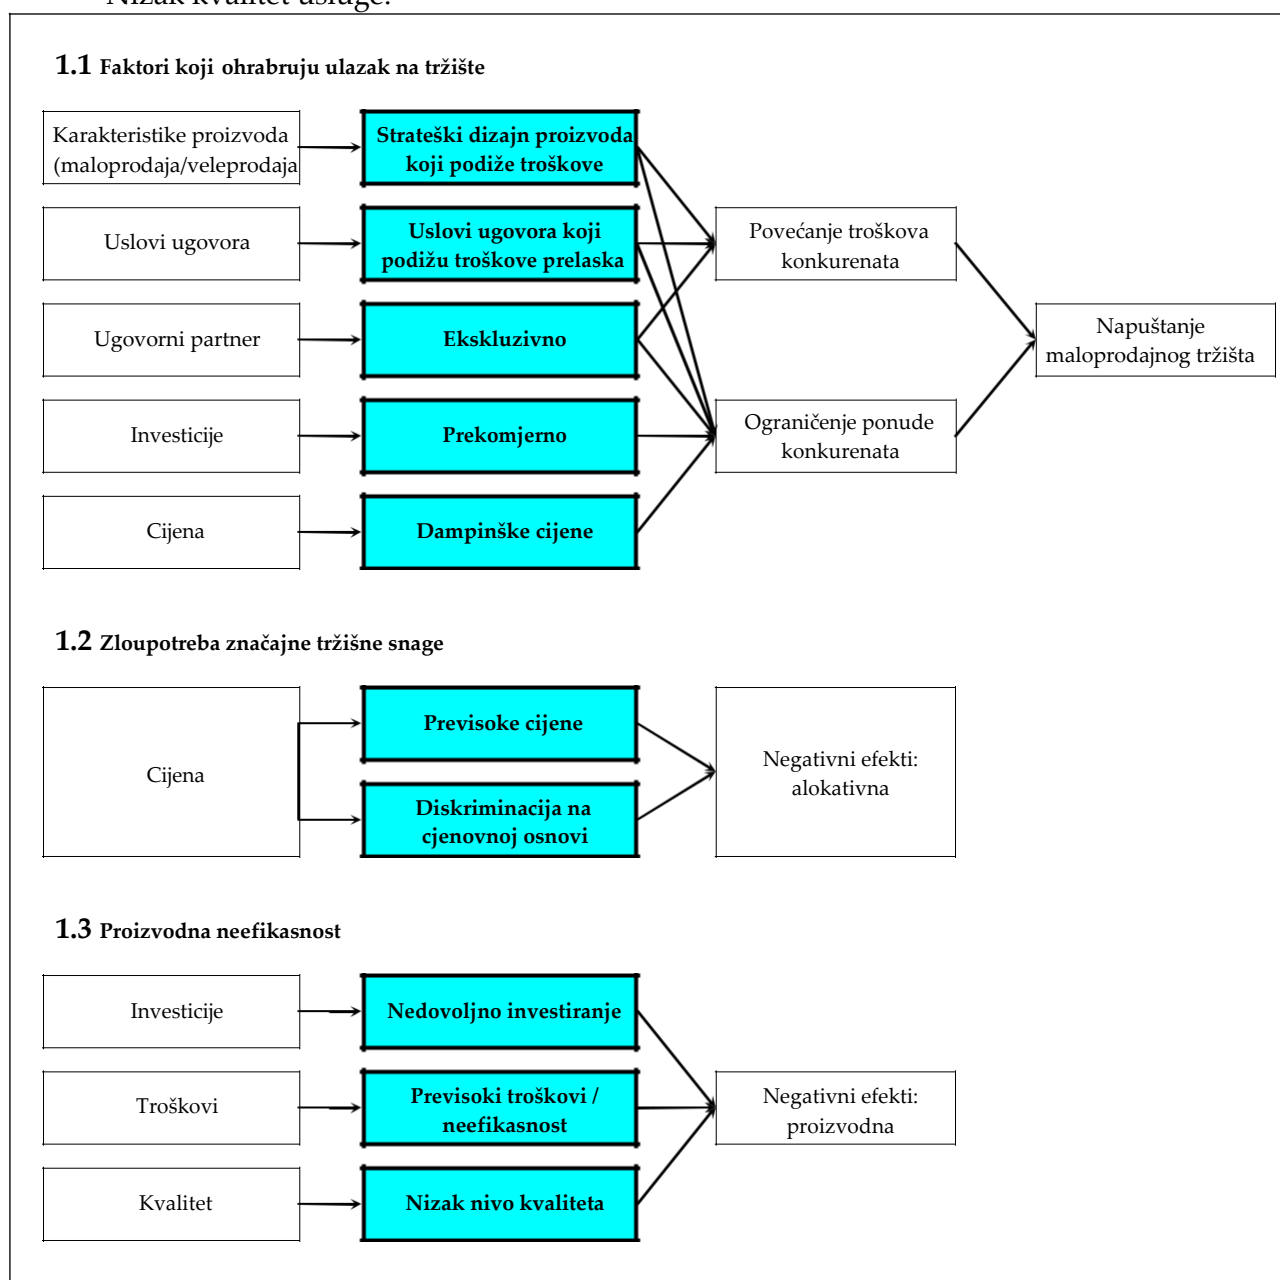 Nizak kvalitet usluge.
1.1 Faktori koji ohrabruju ulazak na tržište
Karakteristike proizvoda
(maloprodaja/veleprodaja
Strateški dizajn proizvoda
koji podiže troškove
Uslovi ugovora
Uslovi ugovora koji
podižu troškove prelaska
Povećanje troškova
konkurenata
Ugovorni partner
Ekskluzivno
Napuštanje
maloprodajnog tržišta
Investicije
Prekomjerno
Ograničenje ponude
konkurenata
Cijena
Dampinške cijene
1.2 Zloupotreba značajne tržišne snage
Cijena
Previsoke cijene
Diskriminacija na
cjenovnoj osnovi
Negativni efekti:
alokativna
1.3 Proizvodna neefikasnost
Investicije
Nedovoljno investiranje
Troškovi
Previsoki troškovi /
neefikasnost
Negativni efekti:
proizvodna
Kvalitet
Nizak nivo kvaliteta